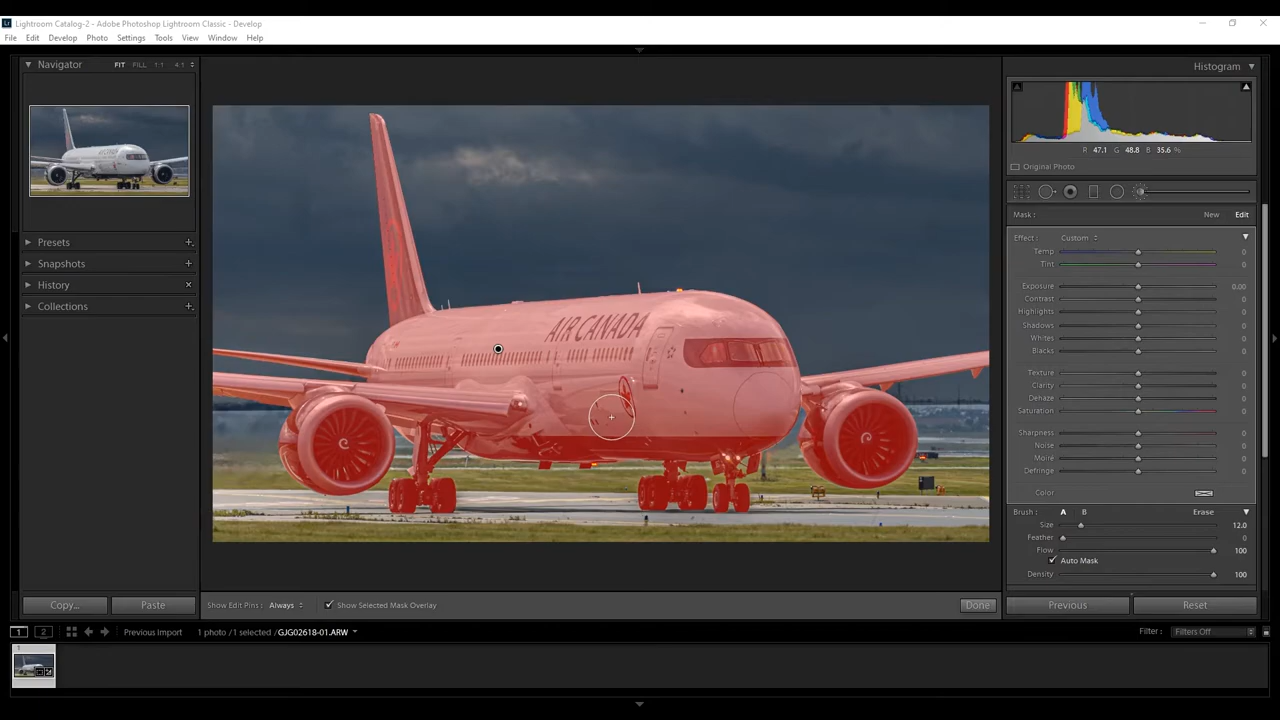 Lightroom Catalog-2 - Adobe Photoshop Lightroom Classic - Develop
File Edit Develop Photo Settings Tools View Window Help
Navigator FIT FILL 1:1 4:1
Histogram
R 47.1 G 48.8 B 35.6 %
Original Photo
Mask: New Edit
Effect: Custom
Temp 0
Tint 0
Exposure 0.00
Contrast 0
Highlights 0
Shadows 0
Whites 0
Blacks 0
Texture 0
Clarity 0
Dehaze 0
Saturation 0
Sharpness 0
Noise 0
Moiré 0
Defringe 0
Color
Brush: A B Erase
Size 12.0
Feather 0
Flow 100
Auto Mask
Density 100
Presets
Snapshots
History
Collections
AIR CANADA
Copy... Paste
Show Edit Pins: Always Show Selected Mask Overlay Done
Previous Reset
1 2 Previous Import 1 photo / 1 selected / GJG02618-01.ARW Filter: Filters Off
1